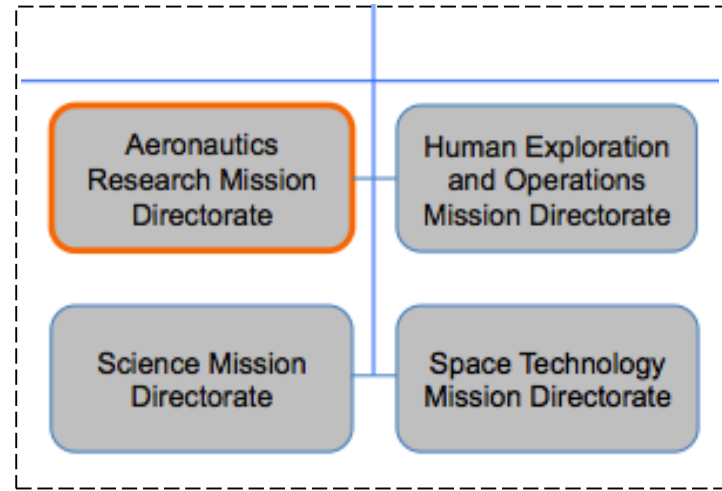 Aeronautics
Research Mission
Directorate
Human Exploration
and Operations
Mission Directorate
Science Mission
Directorate
Space Technology
Mission Directorate